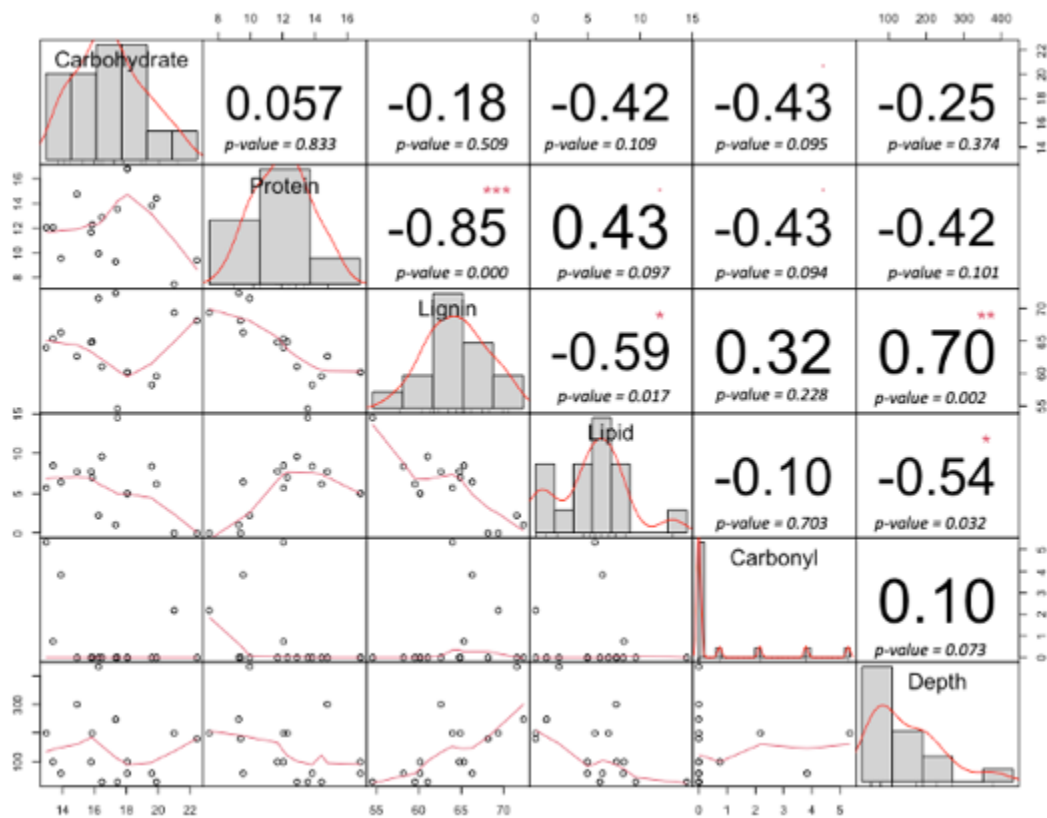 8 10 12 14 16 0 5 10 15 100 200 300 400
Carbohydrate
0.057
p-value = 0.833
-0.18
p-value = 0.509
-0.42
p-value = 0.109
-0.43
p-value = 0.095
-0.25
p-value = 0.374
14 16 18 20 22
8 10 12 14 16
Protein
***
-0.85
p-value = 0.000
0.43
p-value = 0.097
-0.43
p-value = 0.094
-0.42
p-value = 0.101
Lignin
*
-0.59
p-value = 0.017
0.32
p-value = 0.228
**
0.70
p-value = 0.002
55 60 65 70
0 5 10 15
Lipid
-0.10
p-value = 0.703
*
-0.54
p-value = 0.032
Carbonyl
0.10
p-value = 0.073
0 1 2 3 4 5
100 300
Depth
14 16 18 20 22 55 60 65 70 0 1 2 3 4 5